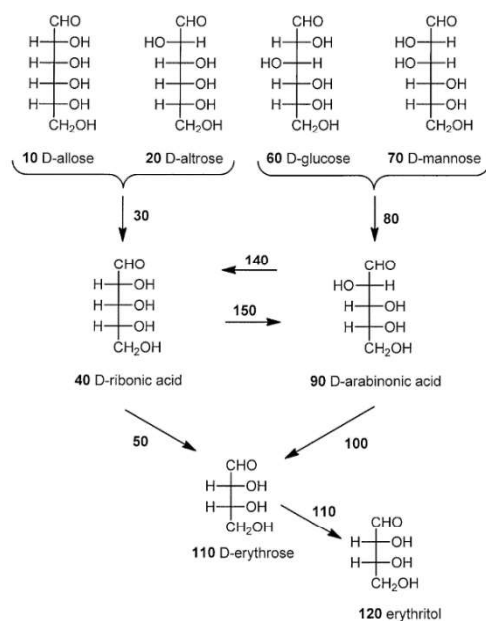 CHO CHO CHO CHO
H OH HO H H OH HO H
H OH H OH HO H HO H
H OH H OH H OH H OH
H OH H OH H OH H OH
CH2OH CH2OH CH2OH CH2OH
10 D-allose 20 D-altrose 60 D-glucose 70 D-mannose
30 80
CHO 140 CHO
H OH HO H
H OH H OH
H OH 150 H OH
CH2OH CH2OH
40 D-ribonic acid 90 D-arabinonic acid
50 100
CHO
H OH 110
H OH
CH2OH
110 D-erythrose
CHO
H OH
H OH
CH2OH
120 erythritol